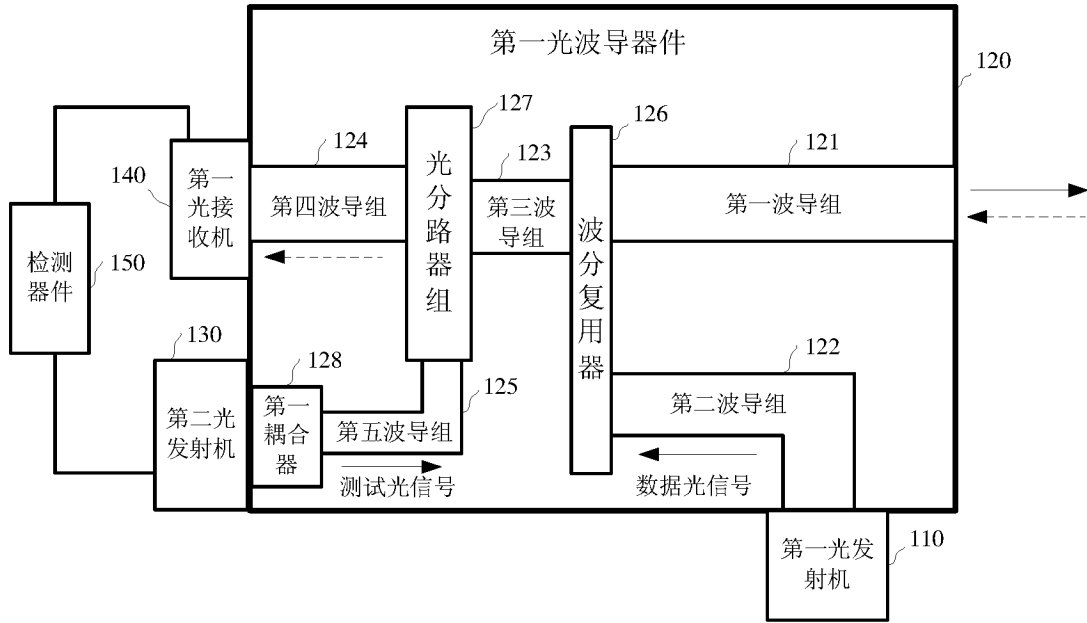 第一光波导器件
120
127
126
124
123
121
140
第一
光接
收机
第四波导组
光分路器组
第三波
导组
波分复用器
第一波导组
检测
器件
150
130
128
122
125
第二光
发射机
第一
耦合
器
第五波导组
第二波导组
测试光信号
数据光信号
第一光发
射机
110